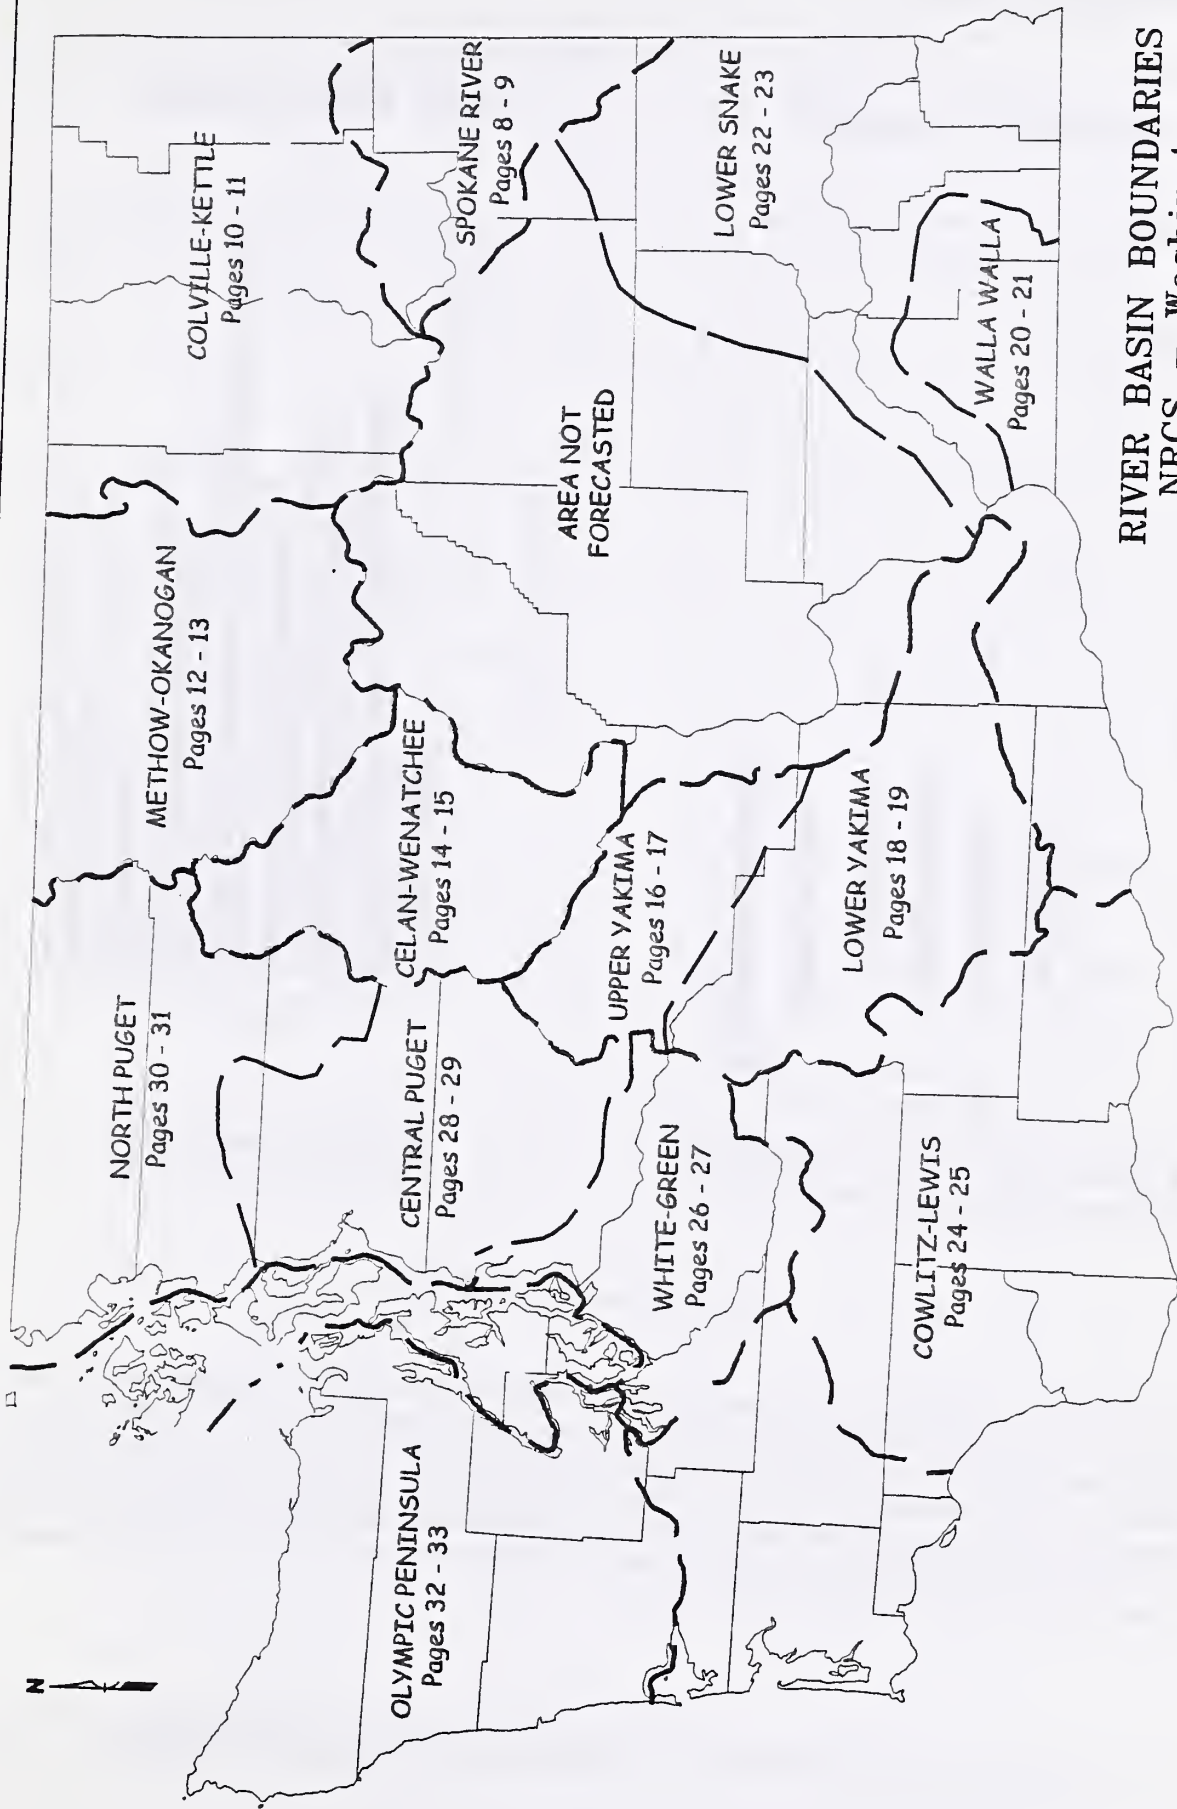 N
OLYMPIC PENINSULA
Pages 32 - 33
NORTH PUGET
Pages 30 - 31
CENTRAL PUGET
Pages 28 - 29
WHITE-GREEN
Pages 26 - 27
COWLITZ-LEWIS
Pages 24 - 25
METHOW-OKANOGAN
Pages 12 - 13
CELAN-WENATCHEE
Pages 14 - 15
UPPER YAKIMA
Pages 16 - 17
LOWER YAKIMA
Pages 18 - 19
COLVILLE-KETTLE
Pages 10 - 11
AREA NOT
FORECASTED
SPOKANE RIVER
Pages 8 - 9
LOWER SNAKE
Pages 22 - 23
WALLA WALLA
Pages 20 - 21
RIVER BASIN BOUNDARIES